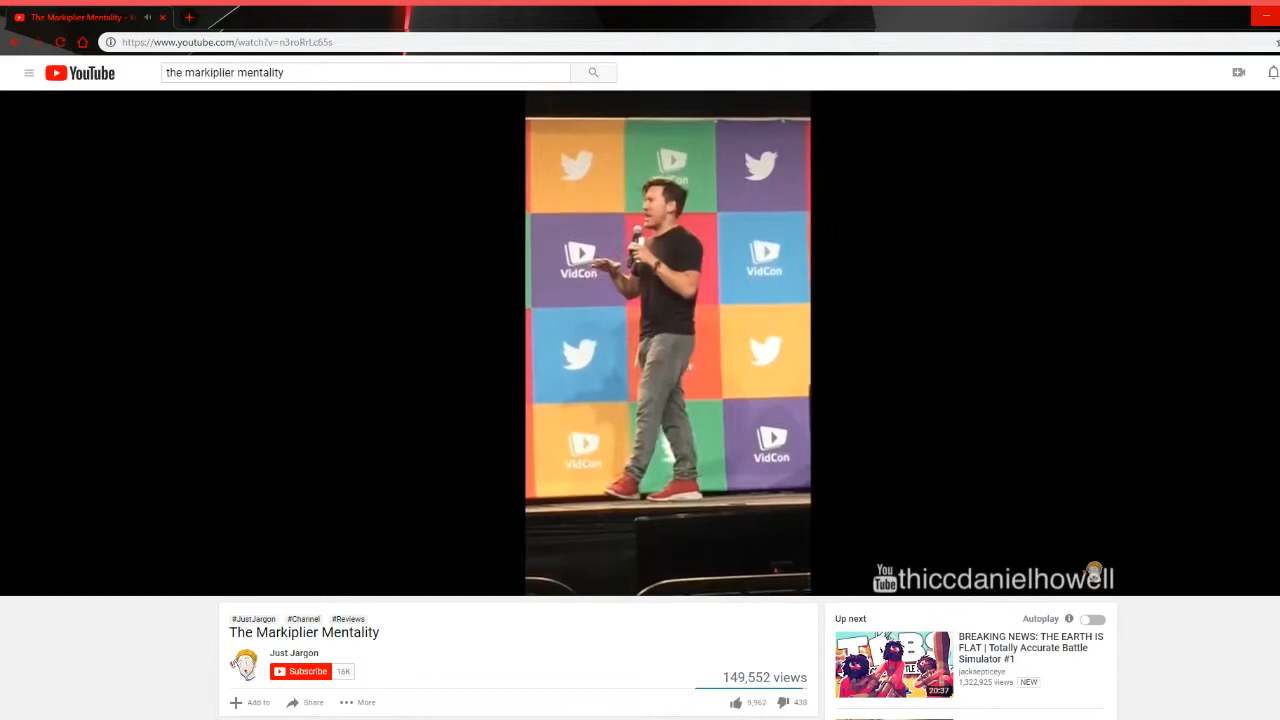 The Markiplier Mentality -
https://www.youtube.com/watch?v=n3roRrLc65s
YouTube
the markiplier mentality
VidCon
VidCon
VidCon
VidCon
VidCon
You
Tube
thiccdanielhowell
#JustJargon #Channel #Reviews
The Markiplier Mentality
Just Jargon
Subscribe 16K
149,552 views
Add to Share More 9,962 438
Up next Autoplay
BREAKING NEWS: THE EARTH IS
FLAT | Totally Accurate Battle
Simulator #1
jacksepticeye
1,322,925 views NEW
20:37